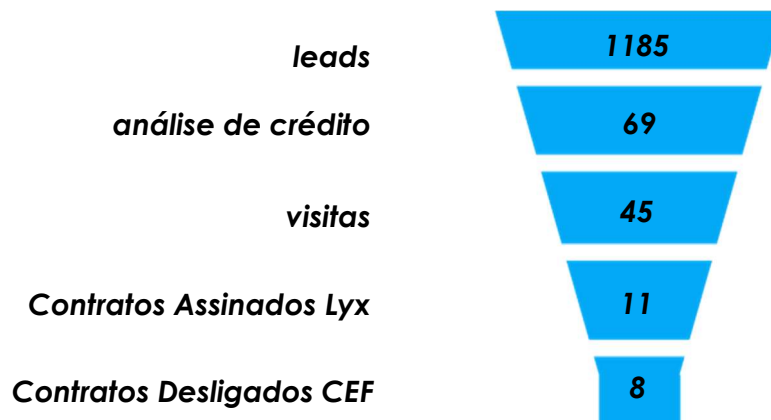 leads 1185
análise de crédito 69
visitas 45
Contratos Assinados Lyx 11
Contratos Desligados CEF 8